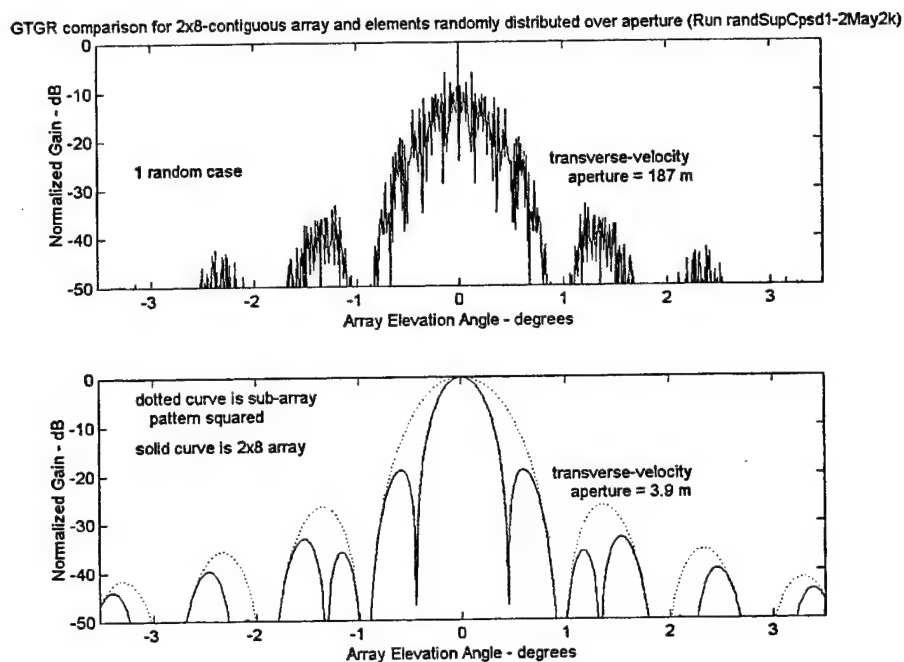 GTGR comparison for 2x8-contiguous array and elements randomly distributed over aperture (Run randSupCpsd1-2May2k)
0
-10
-20
-30
-40
-50
Normalized Gain - dB
1 random case
transverse-velocity
aperture = 187 m
-3
-2
-1
0
1
2
3
Array Elevation Angle - degrees
0
-10
-20
-30
-40
-50
Normalized Gain - dB
dotted curve is sub-array
pattern squared
solid curve is 2x8 array
transverse-velocity
aperture = 3.9 m
-3
-2
-1
0
1
2
3
Array Elevation Angle - degrees